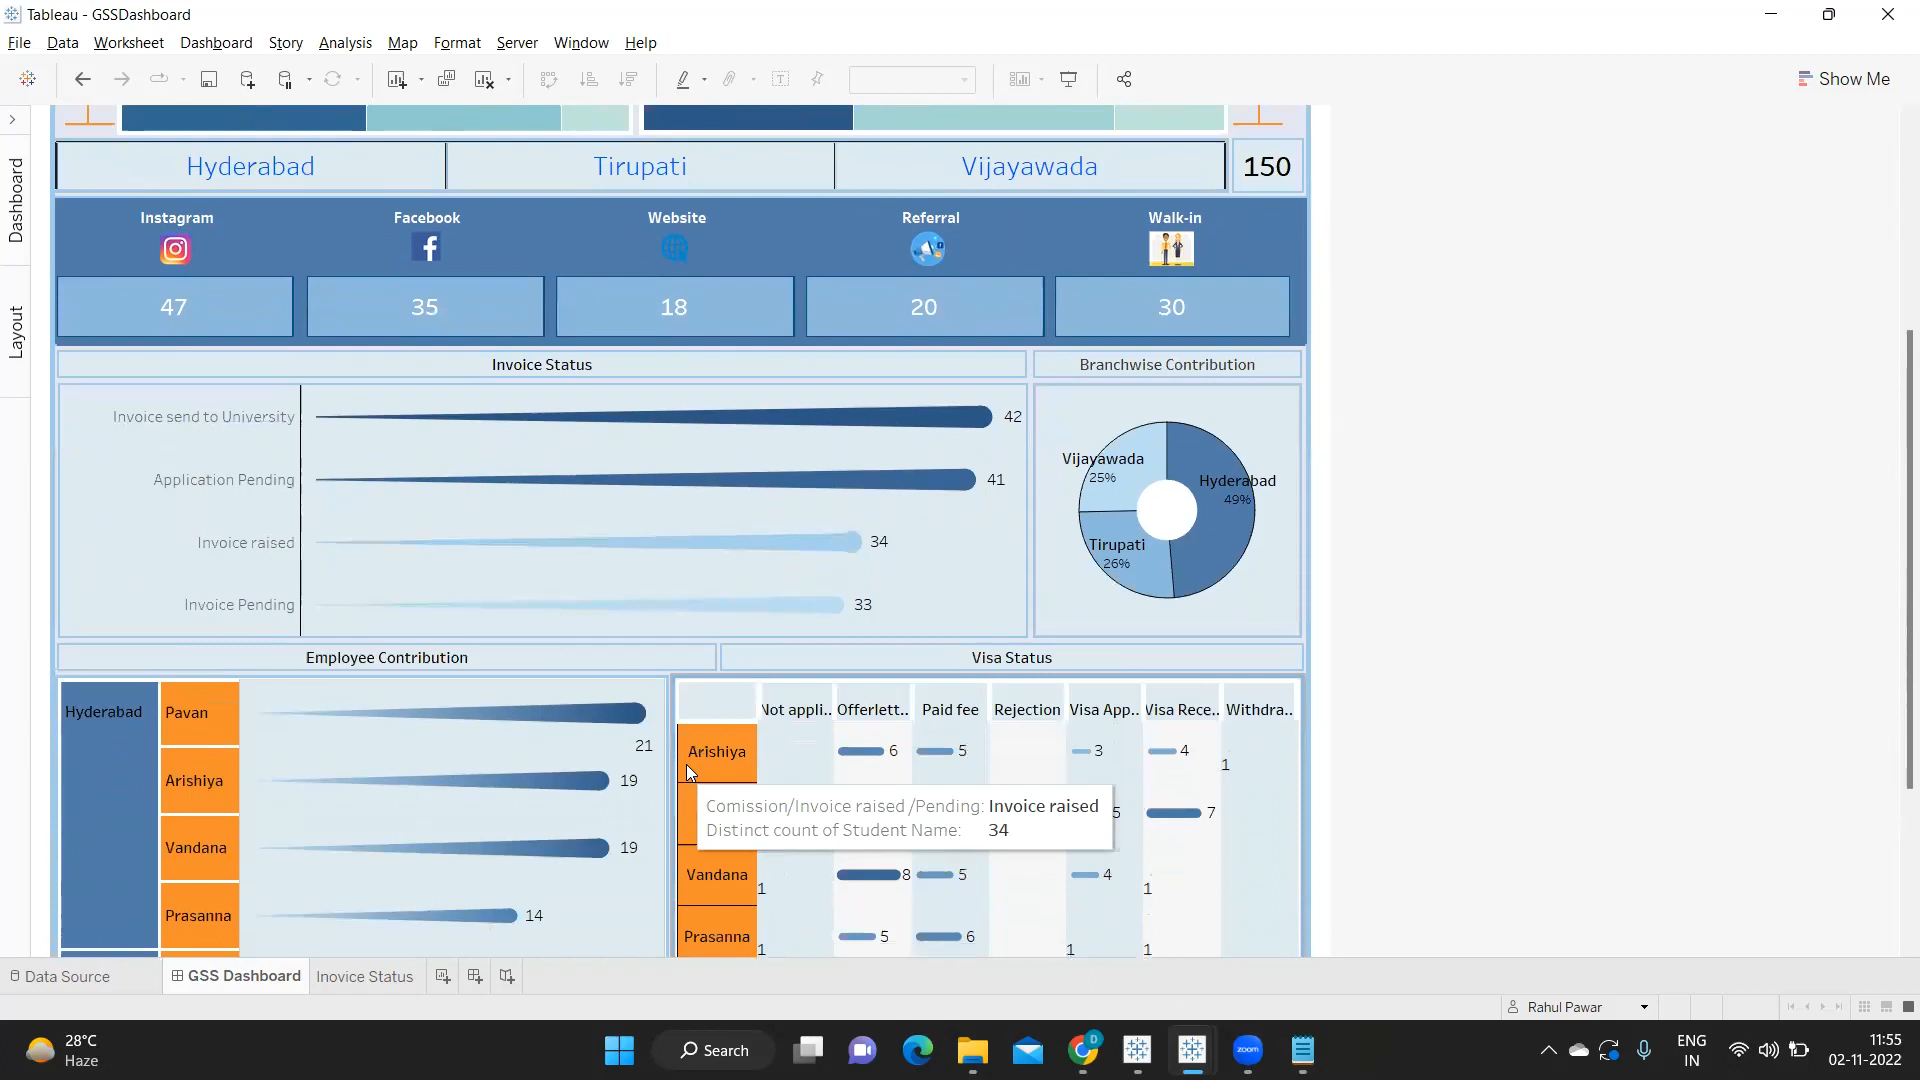 Tableau - GSSDashboard
File Data Worksheet Dashboard Story Analysis Map Format Server Window Help
Show Me
Dashboard
Layout
Hyderabad Tirupati Vijayawada 150
Instagram Facebook Website Referral Walk-in
47 35 18 20 30
Invoice Status
Branchwise Contribution
Invoice send to University 42
Application Pending 41
Invoice raised 34
Invoice Pending 33
Vijayawada
25%
Hyderabad
49%
Tirupati
26%
Employee Contribution
Visa Status
Hyderabad
Pavan 21
Arishiya 19
Vandana 19
Prasanna 14
Not appli.. Offerlett.. Paid fee Rejection Visa App.. Visa Rece.. Withdra..
Arishiya 6 5 3 4 1
5 7
Comission/Invoice raised /Pending: Invoice raised
Distinct count of Student Name: 34
Vandana 1 8 5 4 1
Prasanna 1 5 6 1 1
Data Source GSS Dashboard Inovice Status
Rahul Pawar
28°C
Haze
Search
zoom
D
ENG
IN
11:55
02-11-2022